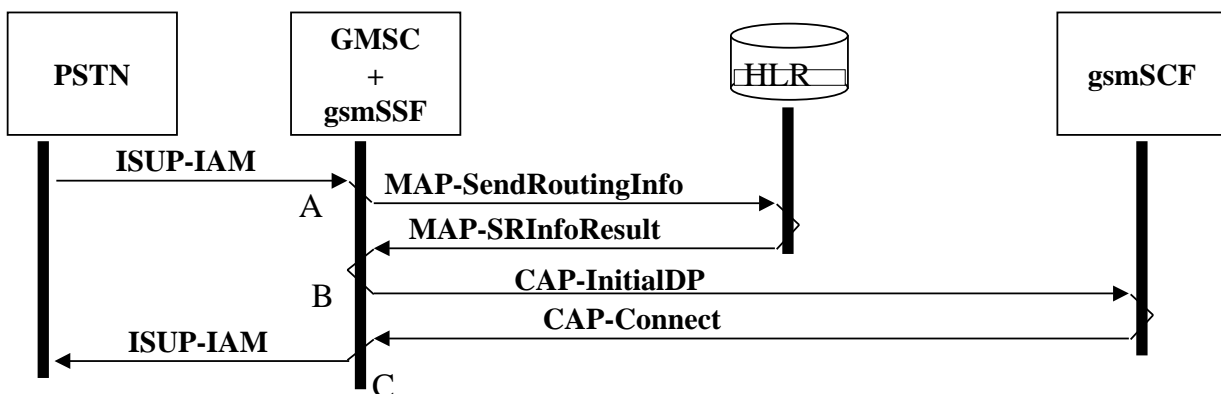 PSTN
GMSC
+
gsmSSF
HLR
gsmSCF
ISUP-IAM
MAP-SendRoutingInfo
A
MAP-SRInfoResult
CAP-InitialDP
B
CAP-Connect
ISUP-IAM
C